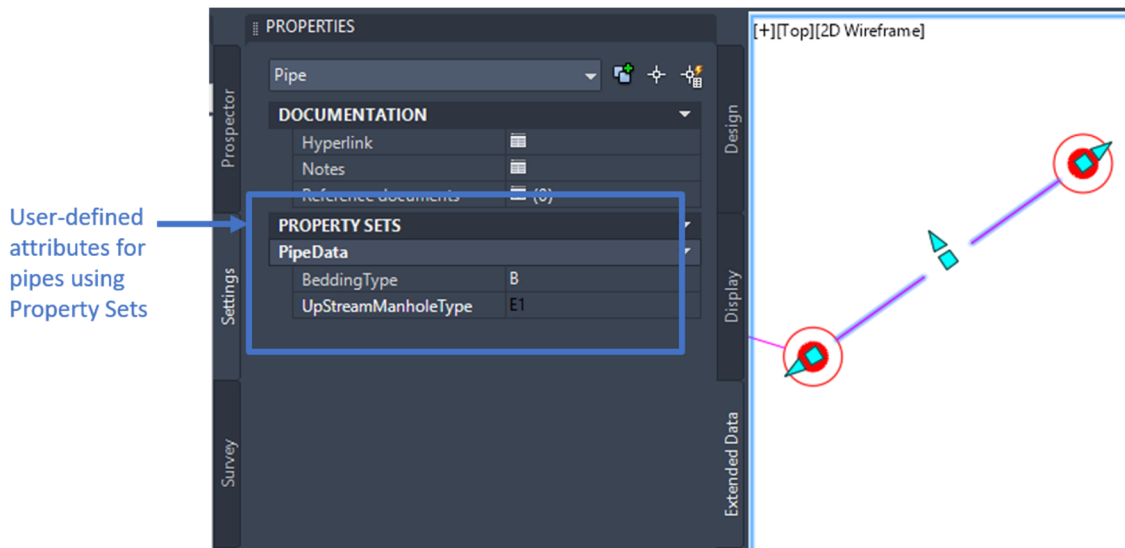 PROPERTIES
[+][Top][2D Wireframe]
Pipe
DOCUMENTATION
Hyperlink
Notes
Reference documents (0)
PROPERTY SETS
PipeData
BeddingType B
UpStreamManholeType E1
User-defined
attributes for
pipes using
Property Sets
Prospector
Settings
Survey
Design
Display
Extended Data